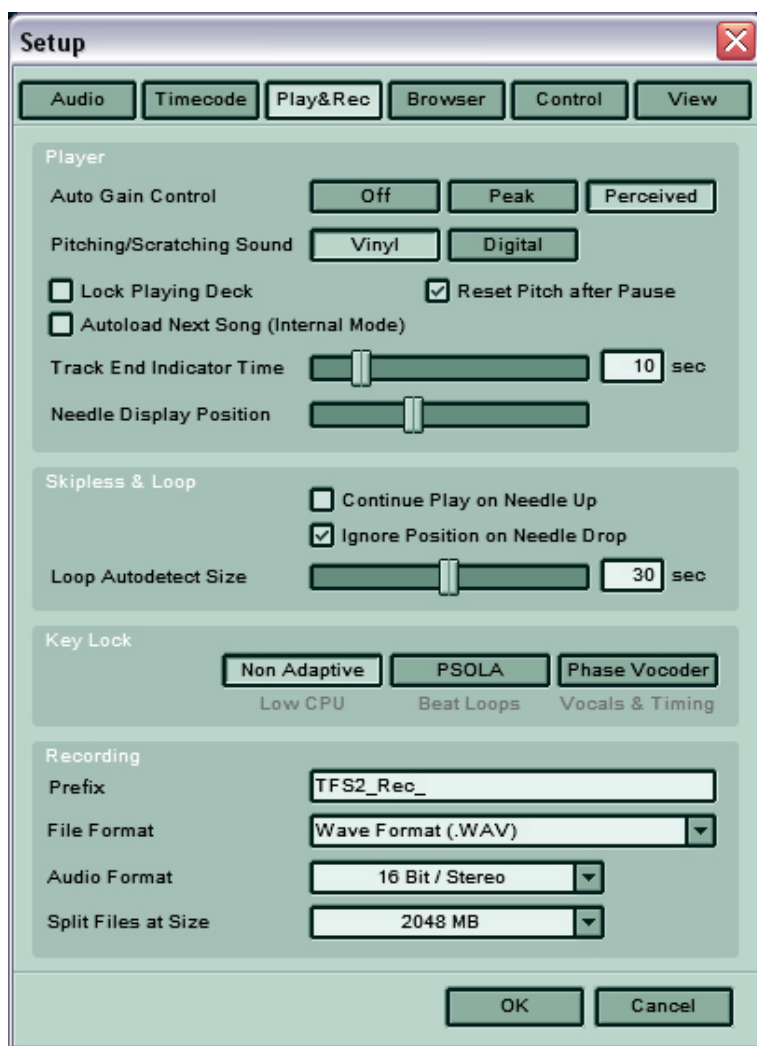 Setup
Audio Timecode Play&Rec Browser Control View
Player
Auto Gain Control Off Peak Perceived
Pitching/Scratching Sound Vinyl Digital
Lock Playing Deck Reset Pitch after Pause
Autoload Next Song (Internal Mode)
Track End Indicator Time 10 sec
Needle Display Position
Skipless & Loop
Continue Play on Needle Up
Ignore Position on Needle Drop
Loop Autodetect Size 30 sec
Key Lock
Non Adaptive PSOLA Phase Vocoder
Low CPU Beat Loops Vocals & Timing
Recording
Prefix TFS2_Rec_
File Format Wave Format (.WAV)
Audio Format 16 Bit / Stereo
Split Files at Size 2048 MB
OK Cancel